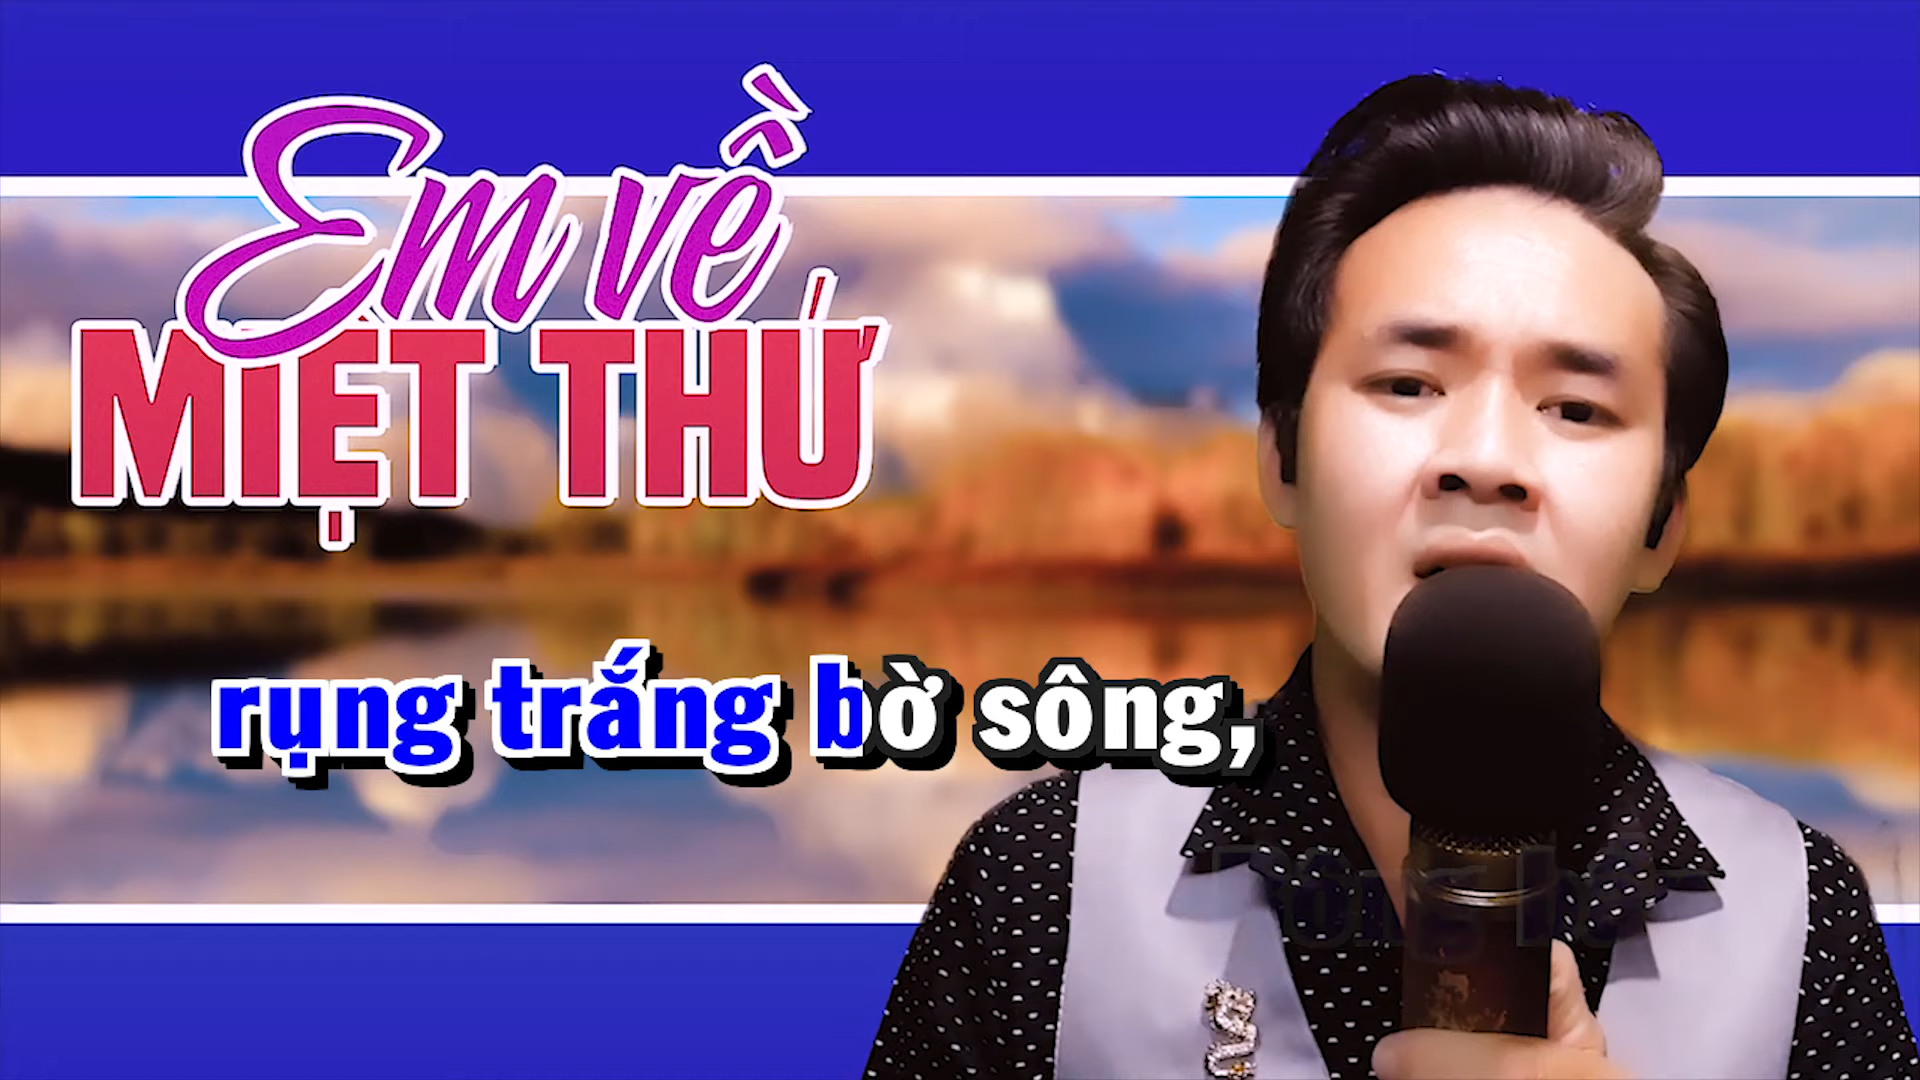 Em về
MIỆT THỨ
rụng trắng bờ sông,